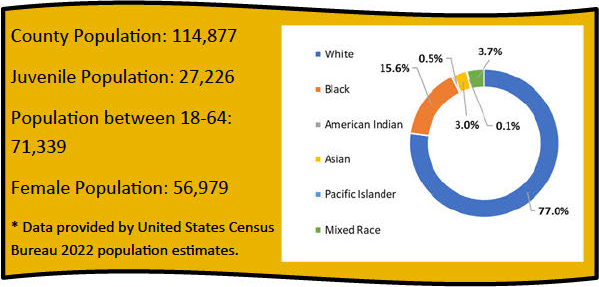 County Population: 114,877
Juvenile Population: 27,226
Population between 18-64:
71,339
Female Population: 56,979
* Data provided by United States Census
Bureau 2022 population estimates.
White
Black
American Indian
Asian
Pacific Islander
Mixed Race
0.5%
3.7%
15.6%
3.0%
0.1%
77.0%